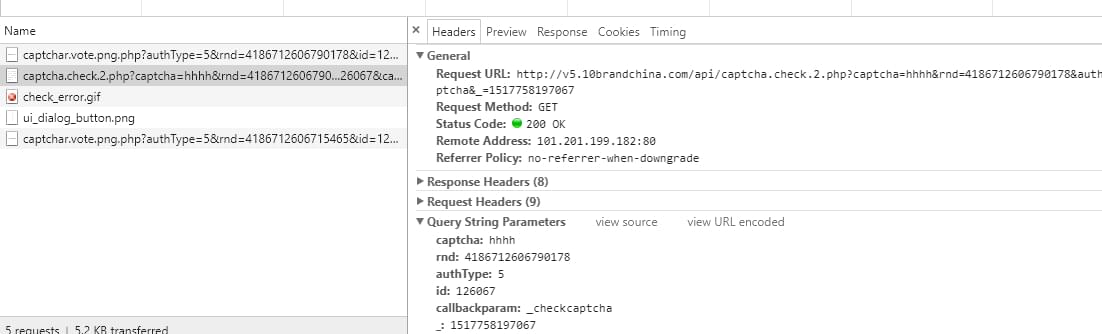 Name
captchar.vote.png.php?authType=5&rnd=4186712606790178&id=12...
captcha.check.2.php?captcha=hhhh&rnd=4186712606790...26067&ca...
check_error.gif
ui_dialog_button.png
captchar.vote.png.php?authType=5&rnd=4186712606715465&id=12...
5 requests | 5.2 KB transferred
× Headers Preview Response Cookies Timing
▼ General
Request URL: http://v5.10brandchina.com/api/captcha.check.2.php?captcha=hhhh&rnd=4186712606790178&auth
ptcha&_=1517758197067
Request Method: GET
Status Code: 200 OK
Remote Address: 101.201.199.182:80
Referrer Policy: no-referrer-when-downgrade
▶ Response Headers (8)
▶ Request Headers (9)
▼ Query String Parameters view source view URL encoded
captcha: hhhh
rnd: 4186712606790178
authType: 5
id: 126067
callbackparam: _checkcaptcha
_: 1517758197067